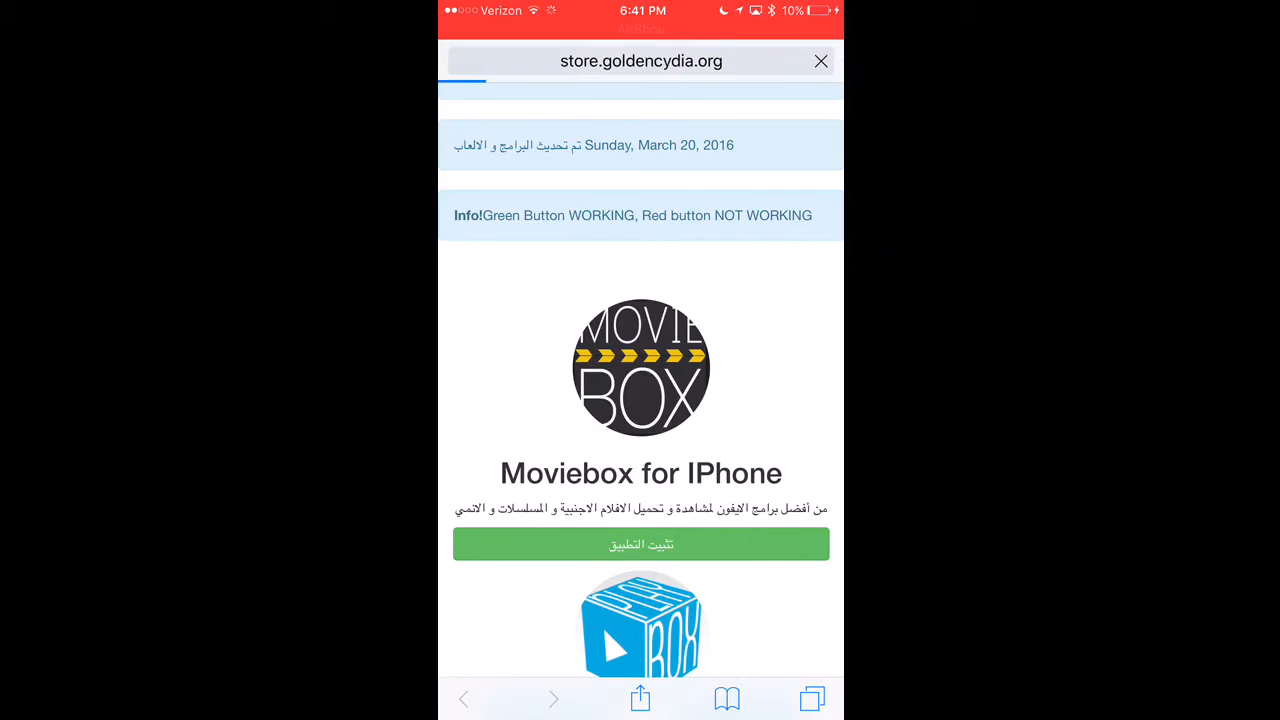 Verizon 6:41 PM 10%
AirShou
store.goldencydia.org
تم تحديث البرامج و الالعاب Sunday, March 20, 2016
Info!Green Button WORKING, Red button NOT WORKING
MOVIE
BOX
Moviebox for IPhone
من أفضل برامج الايفون لمشاهدة و تحميل الافلام الاجنبية و المسلسلات و الانمي
تثبيت التطبيق
PLAY
BOX